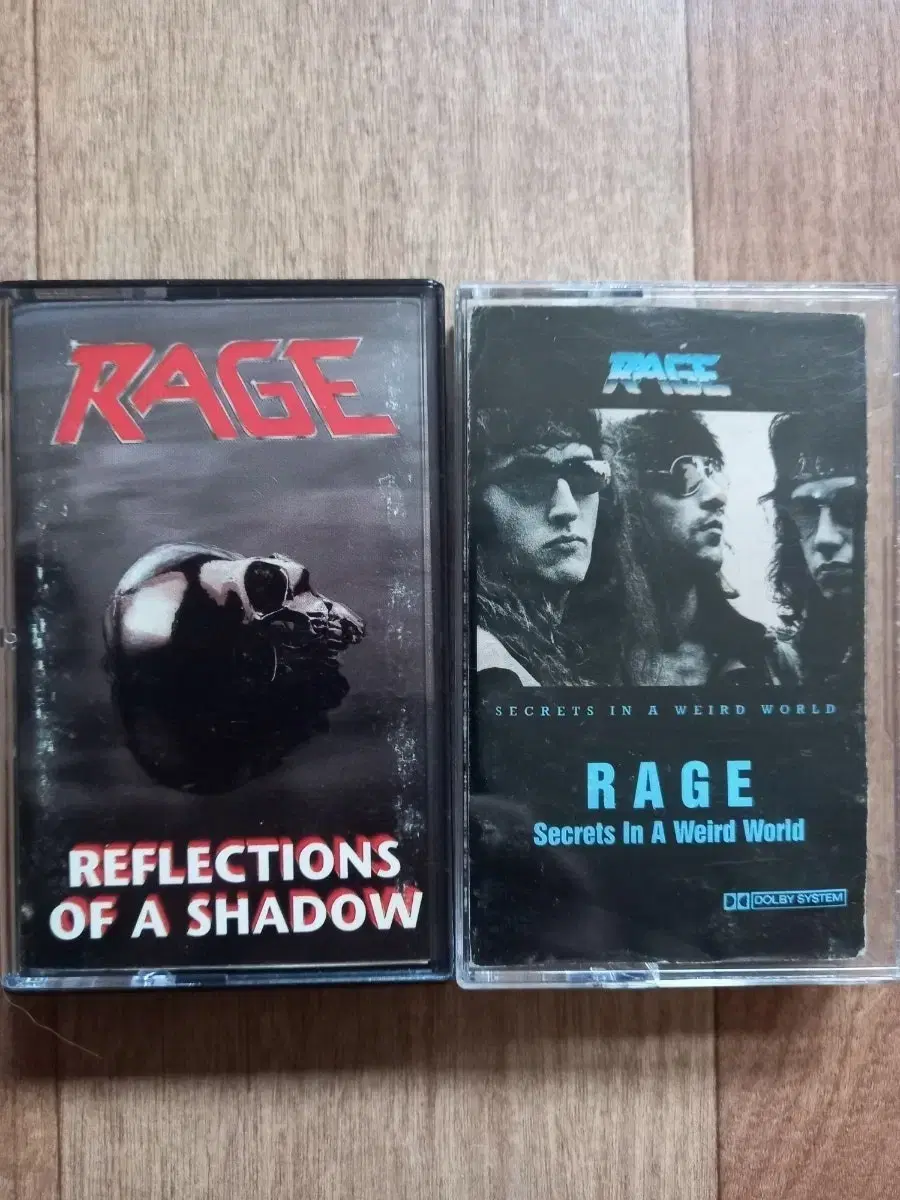 RAGE
REFLECTIONS
OF A SHADOW
RAGE
SECRETS IN A WEIRD WORLD
RAGE
Secrets In A Weird World
DOLBY SYSTEM